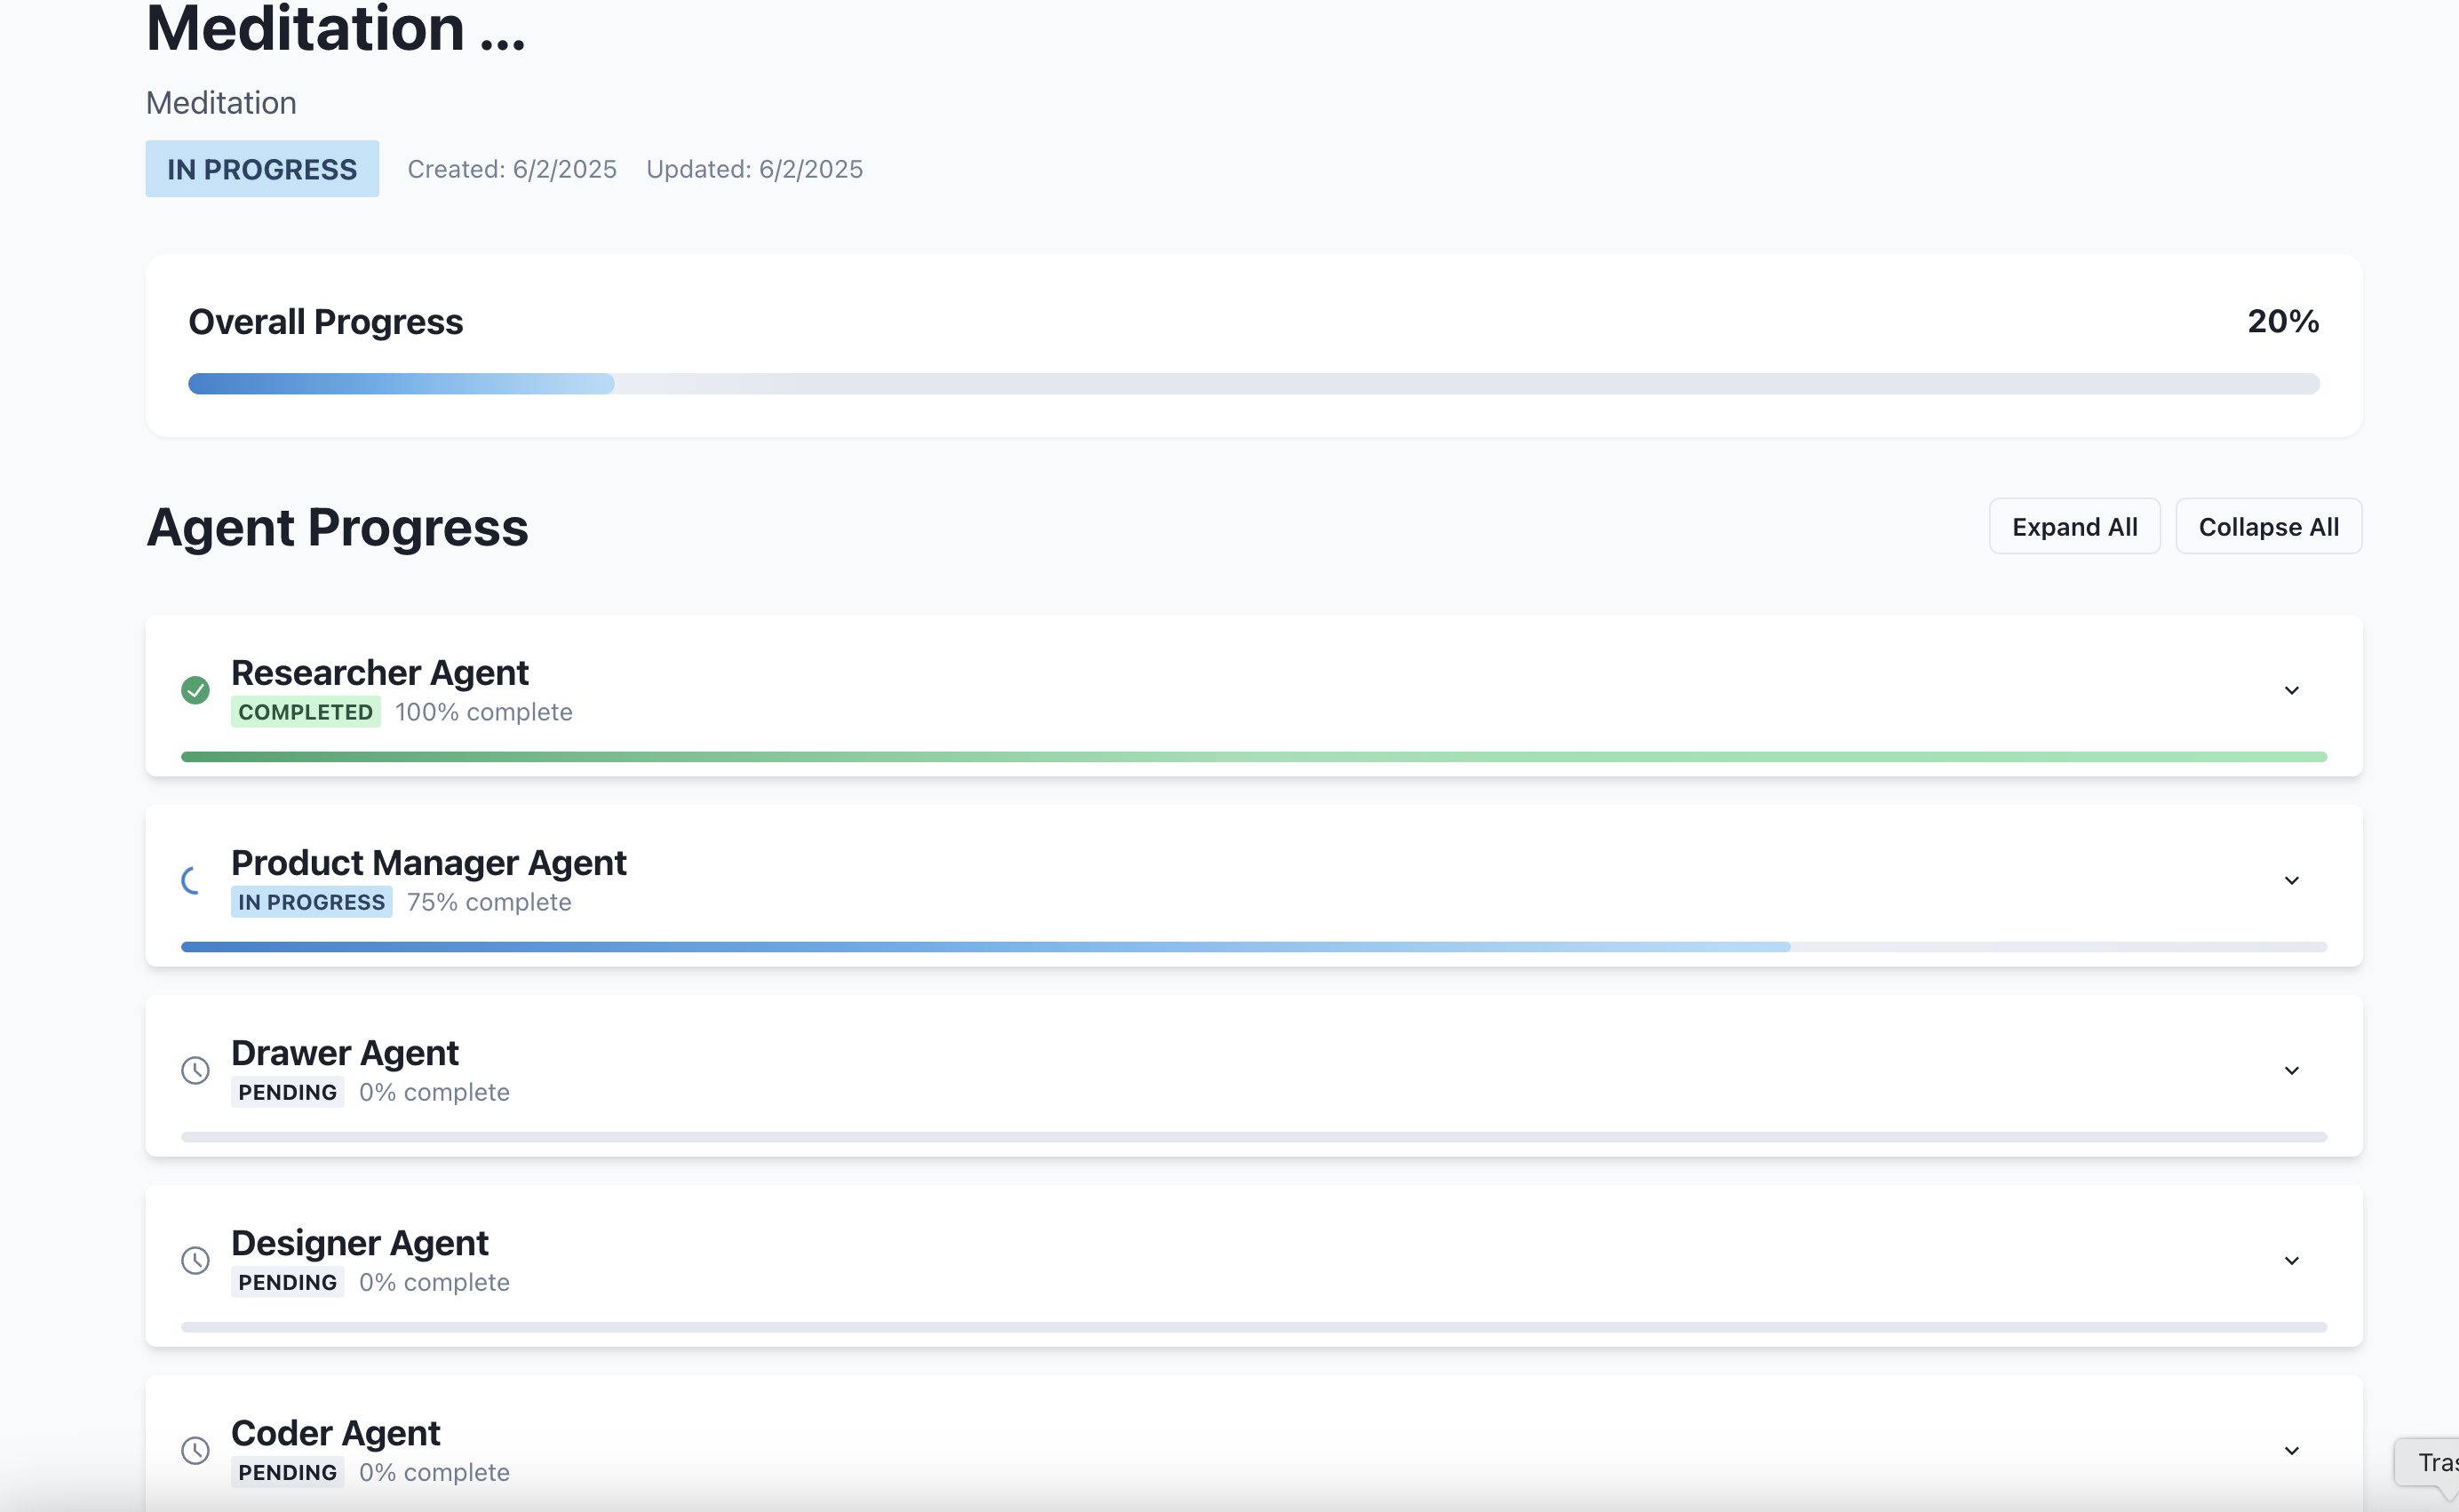 Meditation ...
Meditation
IN PROGRESS Created: 6/2/2025 Updated: 6/2/2025
Overall Progress 20%
Agent Progress Expand All Collapse All
Researcher Agent
COMPLETED 100% complete
Product Manager Agent
IN PROGRESS 75% complete
Drawer Agent
PENDING 0% complete
Designer Agent
PENDING 0% complete
Coder Agent
PENDING 0% complete